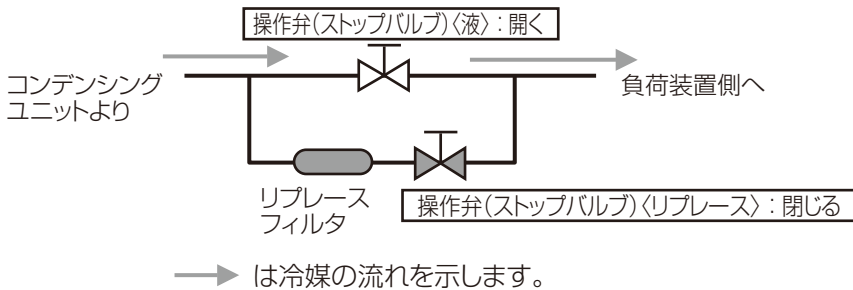 操作弁(ストップバルブ)〈液〉:開く
コンデンシング
ユニットより
負荷装置側へ
リプレース
フィルタ
操作弁(ストップバルブ)〈リプレース〉:閉じる
は冷媒の流れを示します。